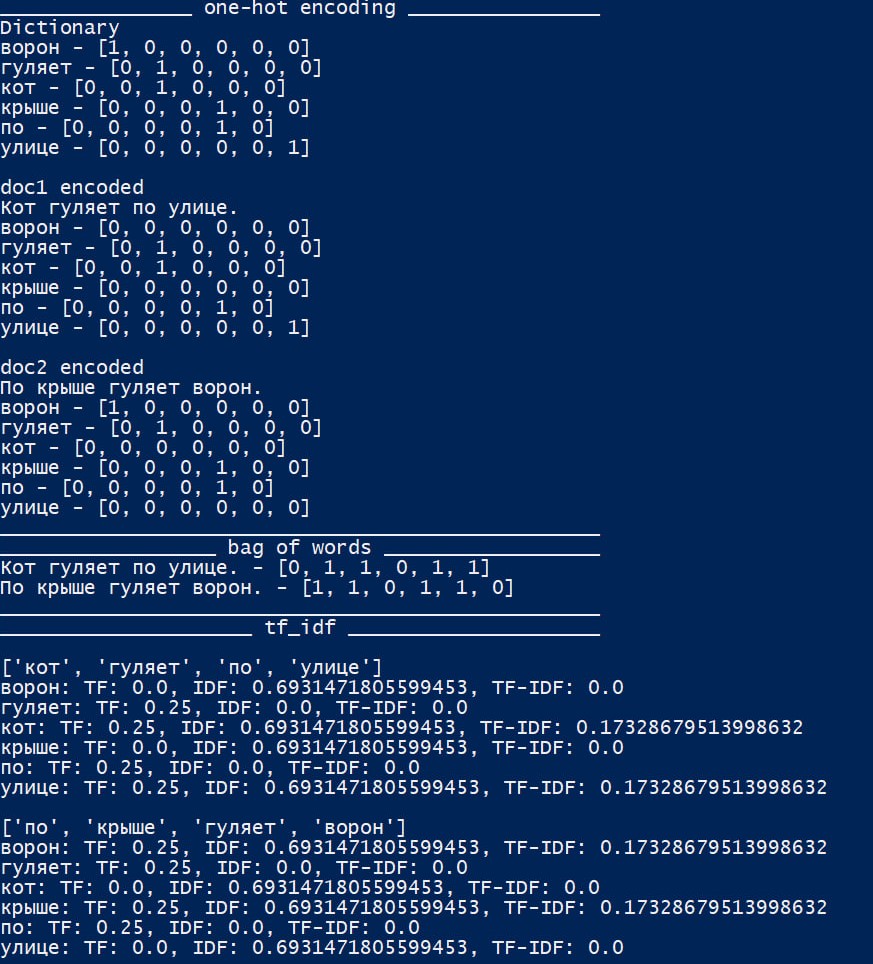 ________________ one-hot encoding ________________
Dictionary
ворон - [1, 0, 0, 0, 0, 0]
гуляет - [0, 1, 0, 0, 0, 0]
кот - [0, 0, 1, 0, 0, 0]
крыше - [0, 0, 0, 1, 0, 0]
по - [0, 0, 0, 0, 1, 0]
улице - [0, 0, 0, 0, 0, 1]
doc1 encoded
Кот гуляет по улице.
ворон - [0, 0, 0, 0, 0, 0]
гуляет - [0, 1, 0, 0, 0, 0]
кот - [0, 0, 1, 0, 0, 0]
крыше - [0, 0, 0, 0, 0, 0]
по - [0, 0, 0, 0, 1, 0]
улице - [0, 0, 0, 0, 0, 1]
doc2 encoded
По крыше гуляет ворон.
ворон - [1, 0, 0, 0, 0, 0]
гуляет - [0, 1, 0, 0, 0, 0]
кот - [0, 0, 0, 0, 0, 0]
крыше - [0, 0, 0, 1, 0, 0]
по - [0, 0, 0, 0, 1, 0]
улице - [0, 0, 0, 0, 0, 0]
__________________________________________________
__________________ bag of words __________________
Кот гуляет по улице. - [0, 1, 1, 0, 1, 1]
По крыше гуляет ворон. - [1, 1, 0, 1, 1, 0]
__________________________________________________
_____________________ tf_idf _____________________
['кот', 'гуляет', 'по', 'улице']
ворон: TF: 0.0, IDF: 0.6931471805599453, TF-IDF: 0.0
гуляет: TF: 0.25, IDF: 0.0, TF-IDF: 0.0
кот: TF: 0.25, IDF: 0.6931471805599453, TF-IDF: 0.17328679513998632
крыше: TF: 0.0, IDF: 0.6931471805599453, TF-IDF: 0.0
по: TF: 0.25, IDF: 0.0, TF-IDF: 0.0
улице: TF: 0.25, IDF: 0.6931471805599453, TF-IDF: 0.17328679513998632
['по', 'крыше', 'гуляет', 'ворон']
ворон: TF: 0.25, IDF: 0.6931471805599453, TF-IDF: 0.17328679513998632
гуляет: TF: 0.25, IDF: 0.0, TF-IDF: 0.0
кот: TF: 0.0, IDF: 0.6931471805599453, TF-IDF: 0.0
крыше: TF: 0.25, IDF: 0.6931471805599453, TF-IDF: 0.17328679513998632
по: TF: 0.25, IDF: 0.0, TF-IDF: 0.0
улице: TF: 0.0, IDF: 0.6931471805599453, TF-IDF: 0.0